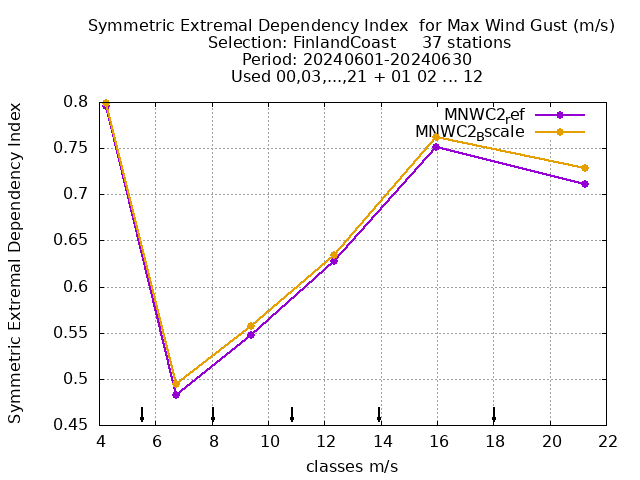 Symmetric Extremal Dependency Index  for Max Wind Gust (m/s)
Selection: FinlandCoast     37 stations
Period: 20240601-20240630
Used 00,03,...,21 + 01 02 ... 12
MNWC2ref
MNWC2Bscale
Symmetric Extremal Dependency Index
0.8
0.75
0.7
0.65
0.6
0.55
0.5
0.45
4 6 8 10 12 14 16 18 20 22
classes m/s